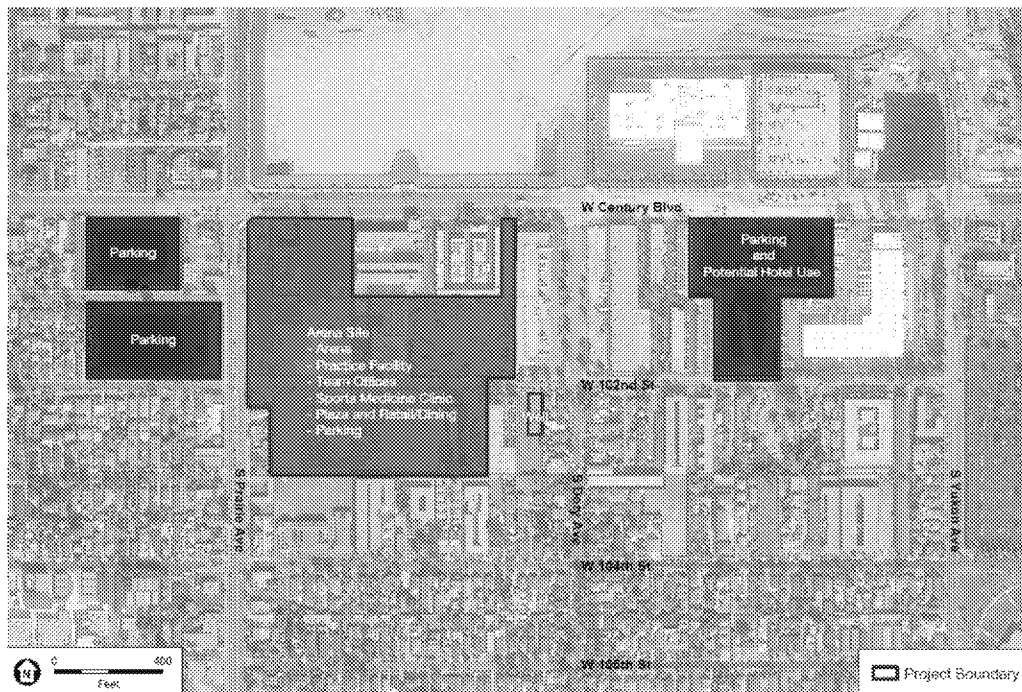 W Century Blvd
Parking
Parking
Parking
and
Potential Hotel Use
Arena Site
- Arena
- Practice Facility
- Team Offices
- Sports Medicine Clinic
- Plaza and Retail/Dining
- Parking
W 102nd St
S Prairie Ave
S Doty Ave
S Yukon Ave
W 104th St
W 105th St
N
0 400
Feet
Project Boundary